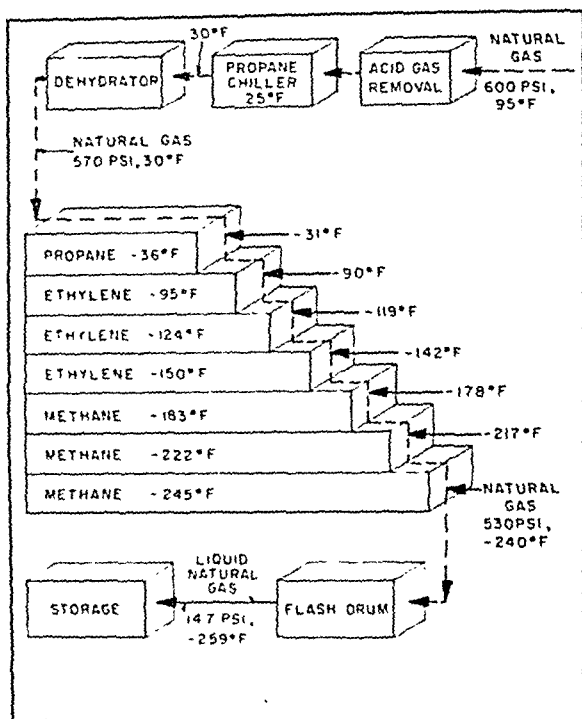 30°F
NATURAL
GAS
600 PSI,
95°F
DEHYDRATOR
PROPANE
CHILLER
25°F
ACID GAS
REMOVAL
NATURAL GAS
570 PSI, 30°F
-31°F
PROPANE -36°F
-90°F
ETHYLENE -95°F
-119°F
ETHYLENE -124°F
-142°F
ETHYLENE -150°F
-178°F
METHANE -183°F
-217°F
METHANE -222°F
METHANE -245°F
NATURAL
GAS
530PSI,
-240°F
LIQUID
NATURAL
GAS
STORAGE
FLASH DRUM
147 PSI,
-259°F